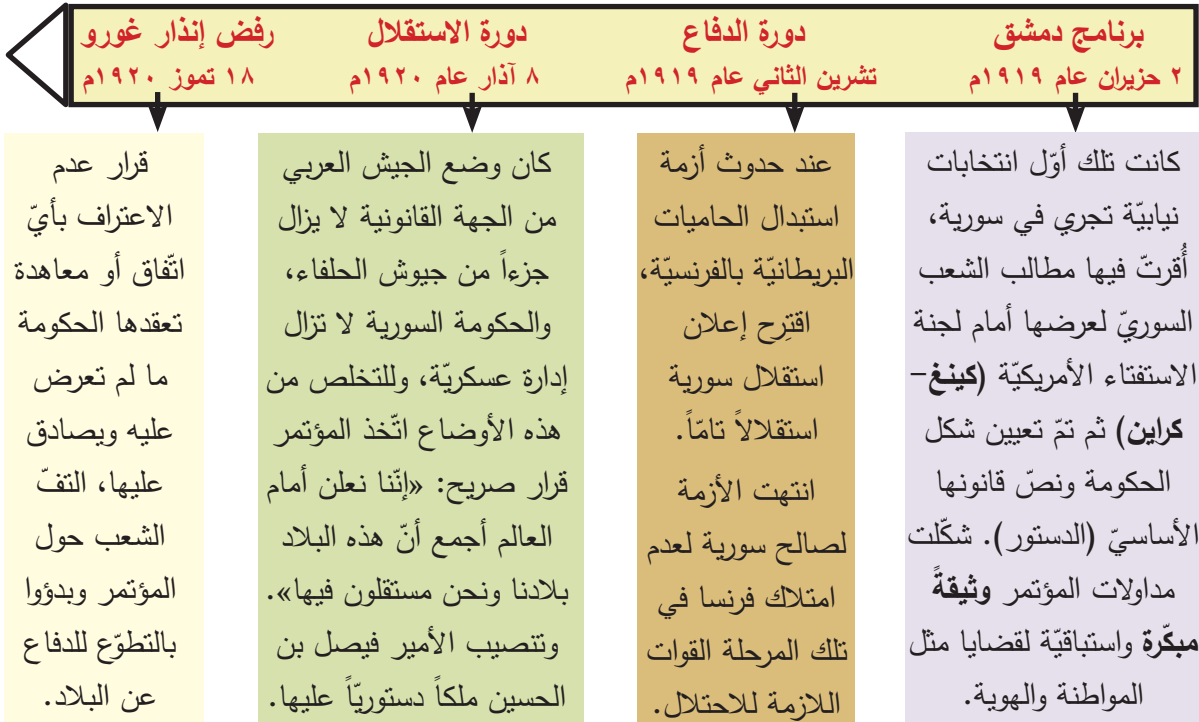 برنامج دمشق
٢ حزيران عام ١٩١٩م
دورة الدفاع
تشرين الثاني عام ١٩١٩م
دورة الاستقلال
٨ آذار عام ١٩٢٠م
رفض إنذار غورو
١٨ تموز ١٩٢٠م
كانت تلك أوّل انتخابات
نيابيّة تجري في سورية،
أُقرتّ فيها مطالب الشعب
السوريّ لعرضها أمام لجنة
الاستفتاء الأمريكيّة (كينغ-
كراين) ثم تمّ تعيين شكل
الحكومة ونصّ قانونها
الأساسيّ (الدستور). شكّلت
مداولات المؤتمر وثيقةً
مبكّرة واستباقيّة لقضايا مثل
المواطنة والهوية.
عند حدوث أزمة
استبدال الحاميات
البريطانيّة بالفرنسيّة،
اقتِرح إعلان
استقلال سورية
استقلالاً تامّاً.
انتهت الأزمة
لصالح سورية لعدم
امتلاك فرنسا في
تلك المرحلة القوات
اللازمة للاحتلال.
كان وضع الجيش العربي
من الجهة القانونية لا يزال
جزءاً من جيوش الحلفاء،
والحكومة السورية لا تزال
إدارة عسكريّة، وللتخلص من
هذه الأوضاع اتّخذ المؤتمر
قرار صريح: «إنّنا نعلن أمام
العالم أجمع أنّ هذه البلاد
بلادنا ونحن مستقلون فيها».
وتنصيب الأمير فيصل بن
الحسين ملكاً دستوريّاً عليها.
قرار عدم
الاعتراف بأيّ
اتّفاق أو معاهدة
تعقدها الحكومة
ما لم تعرض
عليه ويصادق
عليها، التفّ
الشعب حول
المؤتمر وبدؤوا
بالتطوّع للدفاع
عن البلاد.